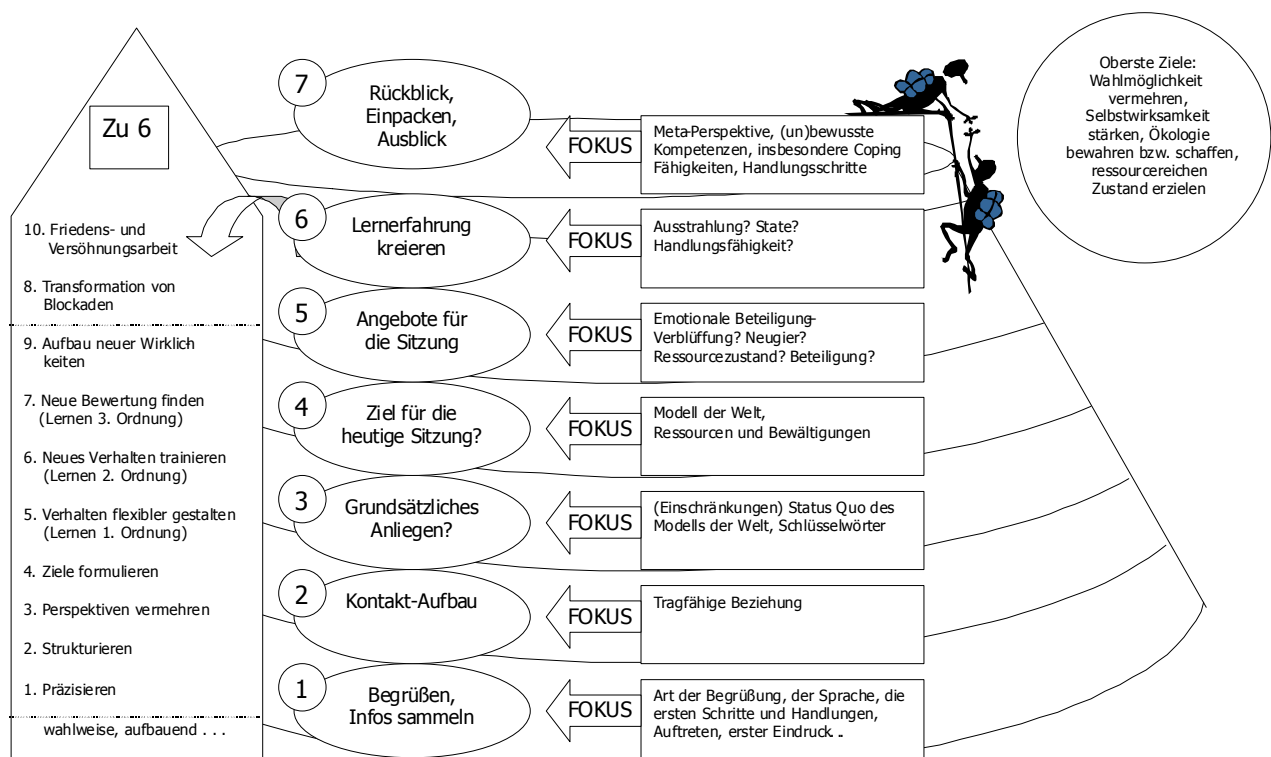 Zu 6
10. Friedens- und
Versöhnungsarbeit
8. Transformation von
Blockaden
9. Aufbau neuer Wirklich
keiten
7. Neue Bewertung finden
(Lernen 3. Ordnung)
6. Neues Verhalten trainieren
(Lernen 2. Ordnung)
5. Verhalten flexibler gestalten
(Lernen 1. Ordnung)
4. Ziele formulieren
3. Perspektiven vermehren
2. Strukturieren
1. Präzisieren
wahlweise, aufbauend . . .
7
Rückblick,
Einpacken,
Ausblick
FOKUS
Meta-Perspektive, (un)bewusste
Kompetenzen, insbesondere Coping-
Fähigkeiten, Handlungsschritte
6
Lernerfahrung
kreieren
FOKUS
Ausstrahlung? State?
Handlungsfähigkeit?
5
Angebote für
die Sitzung
FOKUS
Emotionale Beteiligung–
Verblüffung? Neugier?
Ressourcezustand? Beteiligung?
4
Ziel für die
heutige Sitzung?
FOKUS
Modell der Welt,
Ressourcen und Bewältigungen
3
Grundsätzliches
Anliegen?
FOKUS
(Einschränkungen) Status Quo des
Modells der Welt, Schlüsselwörter
2
Kontakt-Aufbau
FOKUS
Tragfähige Beziehung
1
Begrüßen,
Infos sammeln
FOKUS
Art der Begrüßung, der Sprache, die
ersten Schritte und Handlungen,
Auftreten, erster Eindruck...
Oberste Ziele:
Wahlmöglichkeit
vermehren,
Selbstwirksamkeit
stärken, Ökologie
bewahren bzw. schaffen,
ressourcereichen
Zustand erzielen